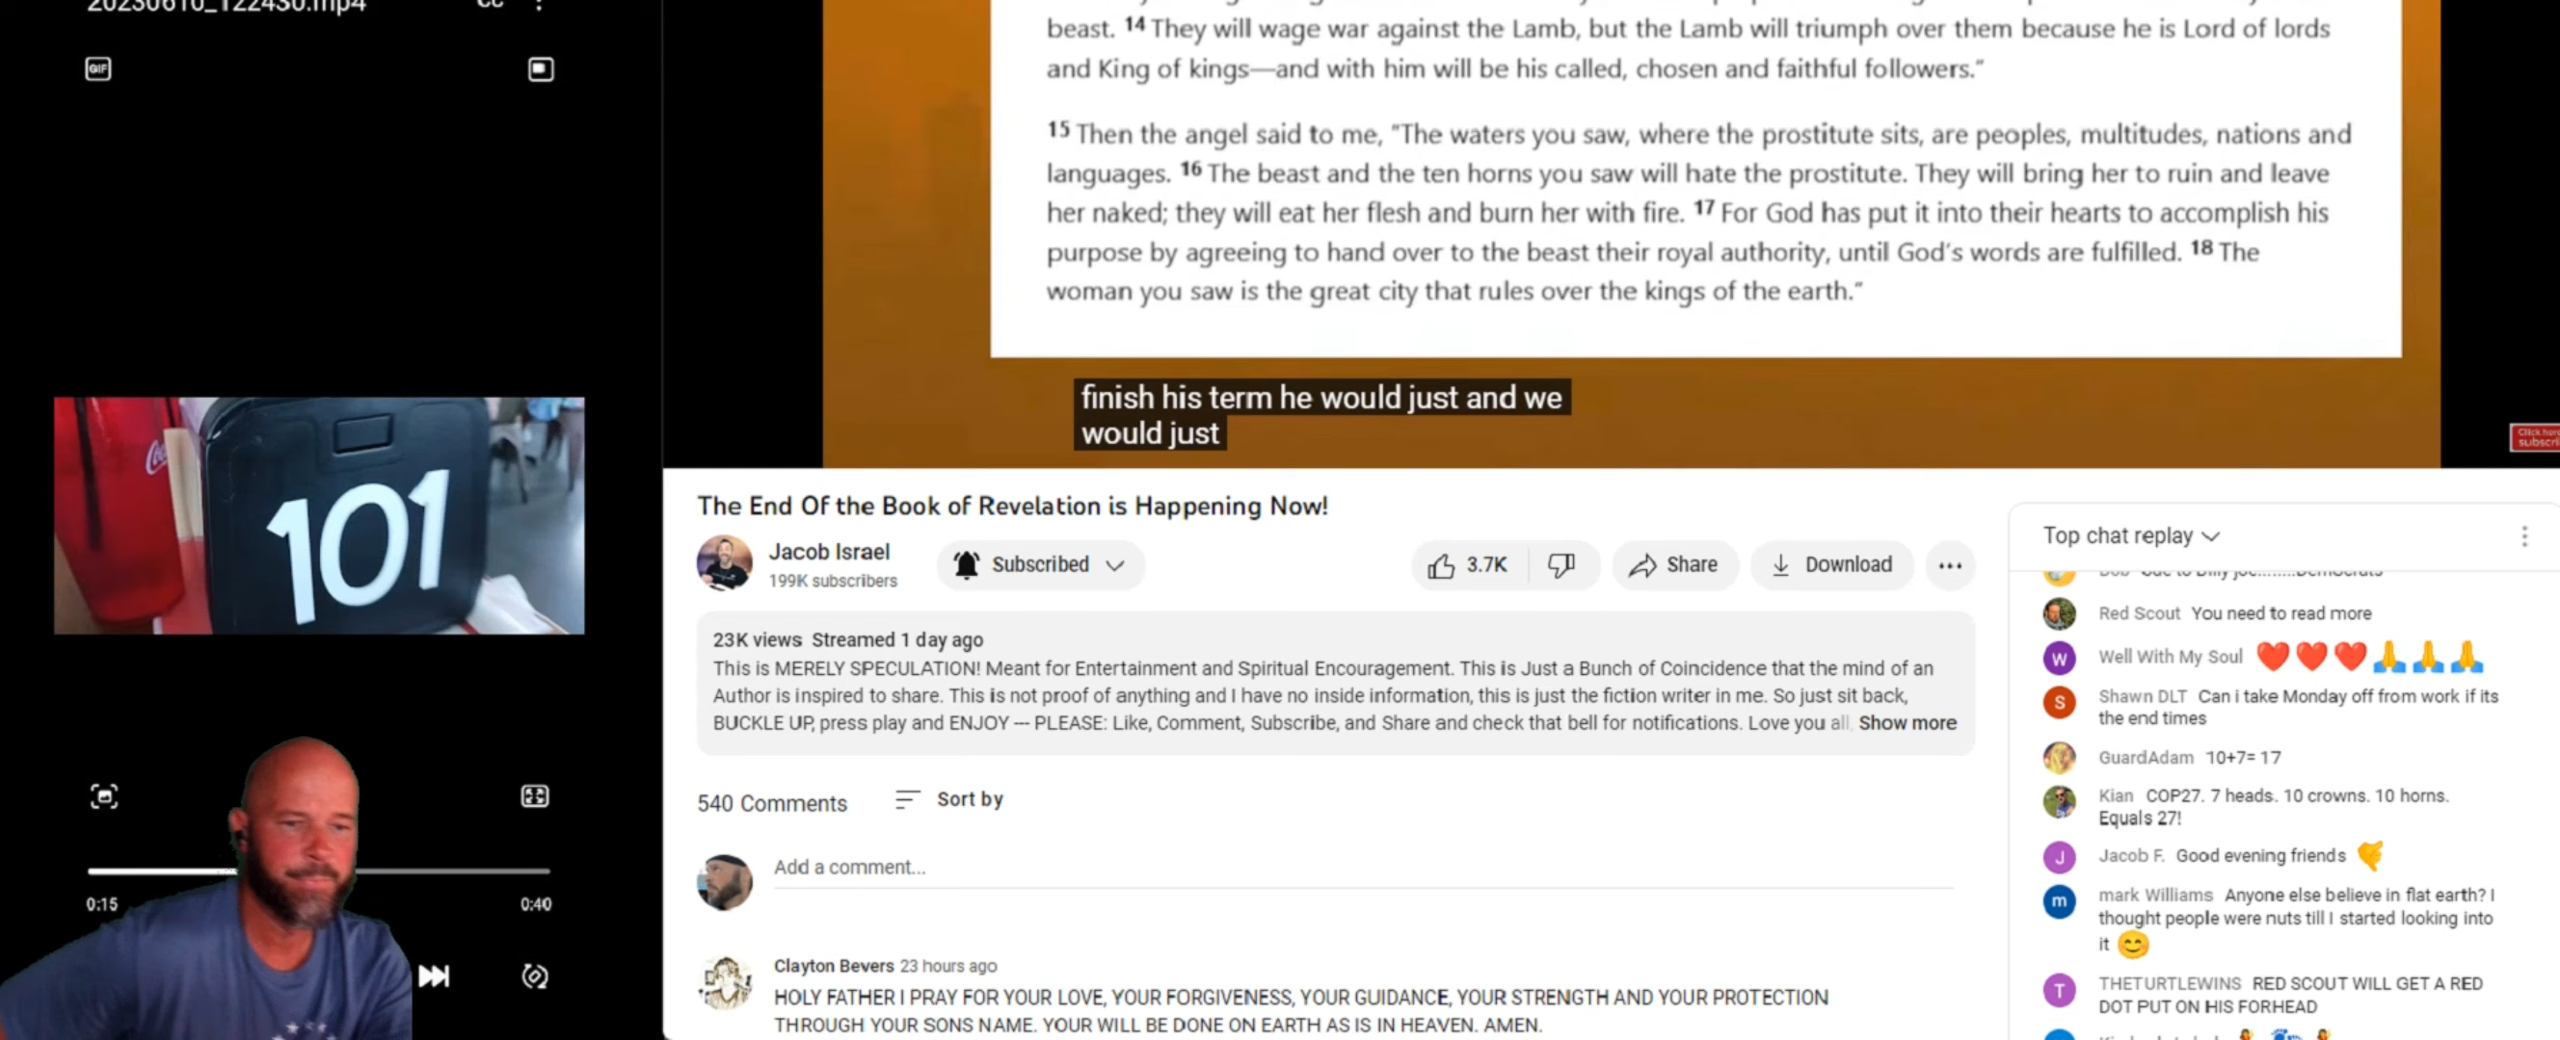 20230610_122430.mp4
CC
GIF
101
0:15
0:40
beast. 14 They will wage war against the Lamb, but the Lamb will triumph over them because he is Lord of lords
and King of kings—and with him will be his called, chosen and faithful followers.”
15 Then the angel said to me, “The waters you saw, where the prostitute sits, are peoples, multitudes, nations and
languages. 16 The beast and the ten horns you saw will hate the prostitute. They will bring her to ruin and leave
her naked; they will eat her flesh and burn her with fire. 17 For God has put it into their hearts to accomplish his
purpose by agreeing to hand over to the beast their royal authority, until God’s words are fulfilled. 18 The
woman you saw is the great city that rules over the kings of the earth.”
finish his term he would just and we
would just
Click here
The End Of the Book of Revelation is Happening Now!
Jacob Israel
199K subscribers
Subscribed
3.7K
Share
Download
23K views Streamed 1 day ago
This is MERELY SPECULATION! Meant for Entertainment and Spiritual Encouragement. This is Just a Bunch of Coincidence that the mind of an
Author is inspired to share. This is not proof of anything and I have no inside information, this is just the fiction writer in me. So just sit back,
BUCKLE UP, press play and ENJOY --- PLEASE: Like, Comment, Subscribe, and Share and check that bell for notifications. Love you all, Show more
540 Comments
Sort by
Add a comment...
Clayton Bevers 23 hours ago
HOLY FATHER I PRAY FOR YOUR LOVE, YOUR FORGIVENESS, YOUR GUIDANCE, YOUR STRENGTH AND YOUR PROTECTION
THROUGH YOUR SONS NAME. YOUR WILL BE DONE ON EARTH AS IS IN HEAVEN. AMEN.
Top chat replay
Red Scout You need to read more
W Well With My Soul ❤️❤️❤️🙏🙏🙏
S Shawn DLT Can i take Monday off from work if its
the end times
GuardAdam 10+7= 17
Kian COP27. 7 heads. 10 crowns. 10 horns.
Equals 27!
J Jacob F. Good evening friends
m mark Williams Anyone else believe in flat earth? I
thought people were nuts till I started looking into
it 😊
T THETURTLEWINS RED SCOUT WILL GET A RED
DOT PUT ON HIS FORHEAD